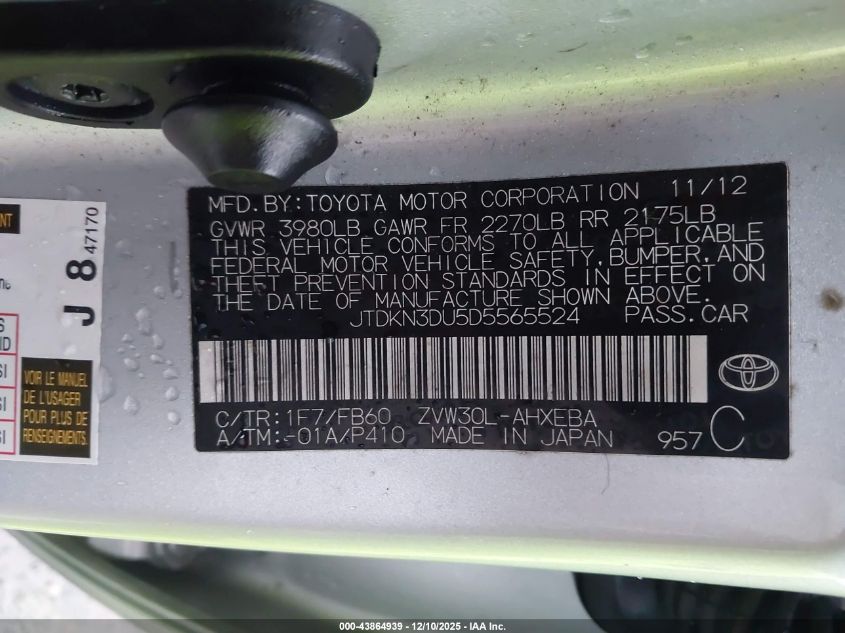 MFD.BY:TOYOTA MOTOR CORPORATION 11/12
GVWR 3980LB GAWR FR 2270LB RR 2175LB
THIS VEHICLE CONFORMS TO ALL APPLICABLE
FEDERAL MOTOR VEHICLE SAFETY,BUMPER,AND
THEFT PREVENTION STANDARDS IN EFFECT ON
THE DATE OF MANUFACTURE SHOWN ABOVE.
JTDKN3DU5D5565524 PASS.CAR
C/TR:1F7/FB60 ZVW30L-AHXEBA
A/TM:-01A/P410 MADE IN JAPAN 957 C
J 8 47170
VOIR LE MANUEL
DE L'USAGER
POUR PLUS DE
RENSEIGNEMENTS.
000-43864939 - 12/10/2025 - IAA Inc.